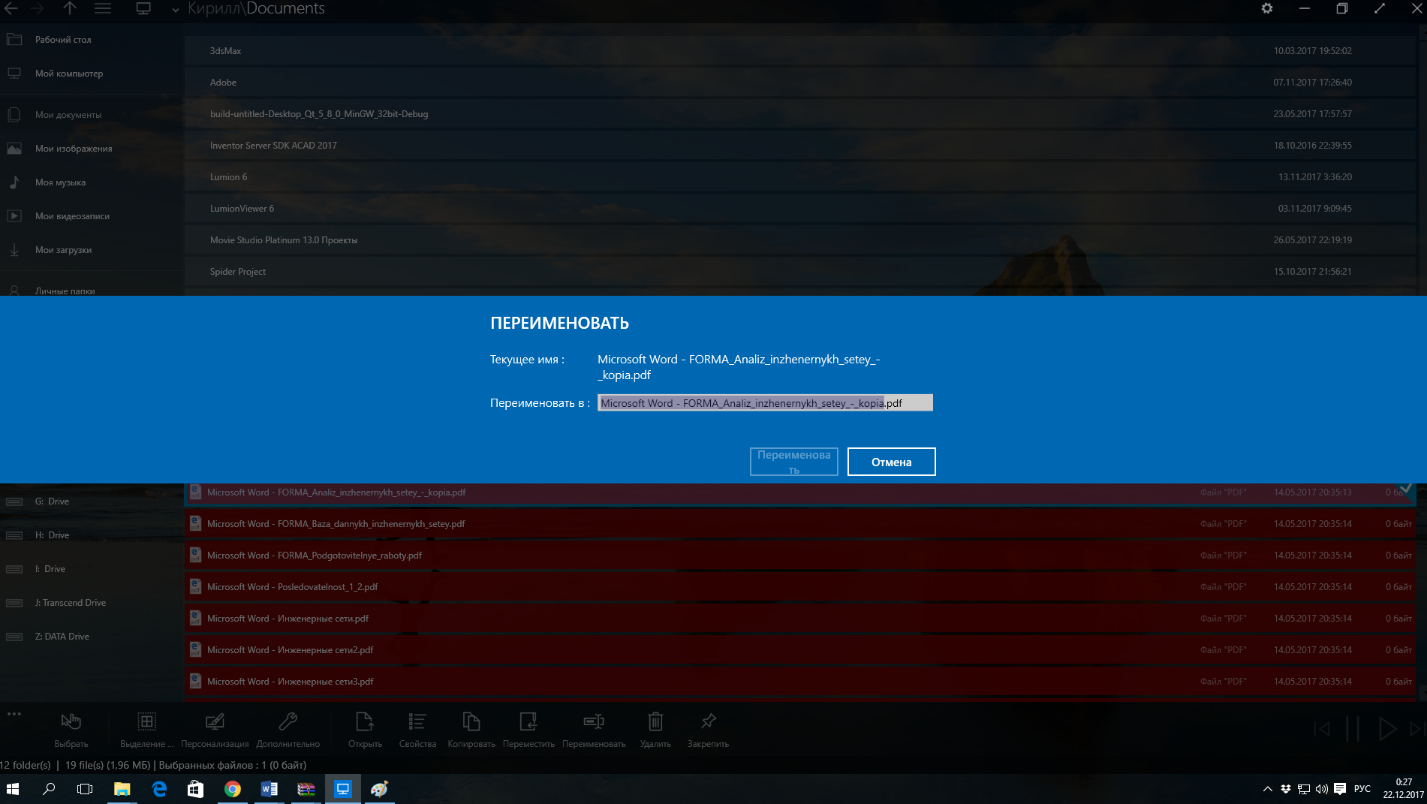 Кирилл\Documents
Рабочий стол
Мой компьютер
Мои документы
Мои изображения
Моя музыка
Мои видеозаписи
Мои загрузки
Личные папки
3dsMax 10.03.2017 19:52:02
Adobe 07.11.2017 17:26:40
build-untitled-Desktop_Qt_5_8_0_MinGW_32bit-Debug 23.05.2017 17:57:57
Inventor Server SDK ACAD 2017 18.10.2016 22:39:55
Lumion 6 13.11.2017 3:36:20
LumionViewer 6 03.11.2017 9:09:45
Movie Studio Platinum 13.0 Проекты 26.05.2017 22:19:19
Spider Project 15.10.2017 21:56:21
ПЕРЕИМЕНОВАТЬ
Текущее имя : Microsoft Word - FORMA_Analiz_inzhenernykh_setey_-
_kopia.pdf
Переименовать в : Microsoft Word - FORMA_Analiz_inzhenernykh_setey_-_kopia.pdf
Переименова
ть
Отмена
G: Drive
H: Drive
I: Drive
J: Transcend Drive
Z: DATA Drive
Microsoft Word - FORMA_Analiz_inzhenernykh_setey_-_kopia.pdf Файл "PDF" 14.05.2017 20:35:13 0 байт
Microsoft Word - FORMA_Baza_dannykh_inzhenernykh_setey.pdf Файл "PDF" 14.05.2017 20:35:14 0 байт
Microsoft Word - FORMA_Podgotovitelnye_raboty.pdf Файл "PDF" 14.05.2017 20:35:14 0 байт
Microsoft Word - Posledovatelnost_1_2.pdf Файл "PDF" 14.05.2017 20:35:14 0 байт
Microsoft Word - Инженерные сети.pdf Файл "PDF" 14.05.2017 20:35:14 0 байт
Microsoft Word - Инженерные сети2.pdf Файл "PDF" 14.05.2017 20:35:14 0 байт
Microsoft Word - Инженерные сети3.pdf Файл "PDF" 14.05.2017 20:35:14 0 байт
Выбрать Выделение ... Персонализация Дополнительно Открыть Свойства Копировать Переместить Переименовать Удалить Закрепить
12 folder(s) | 19 file(s) (1,96 МБ) | Выбранных файлов : 1 (0 байт)
РУС
0:27
22.12.2017